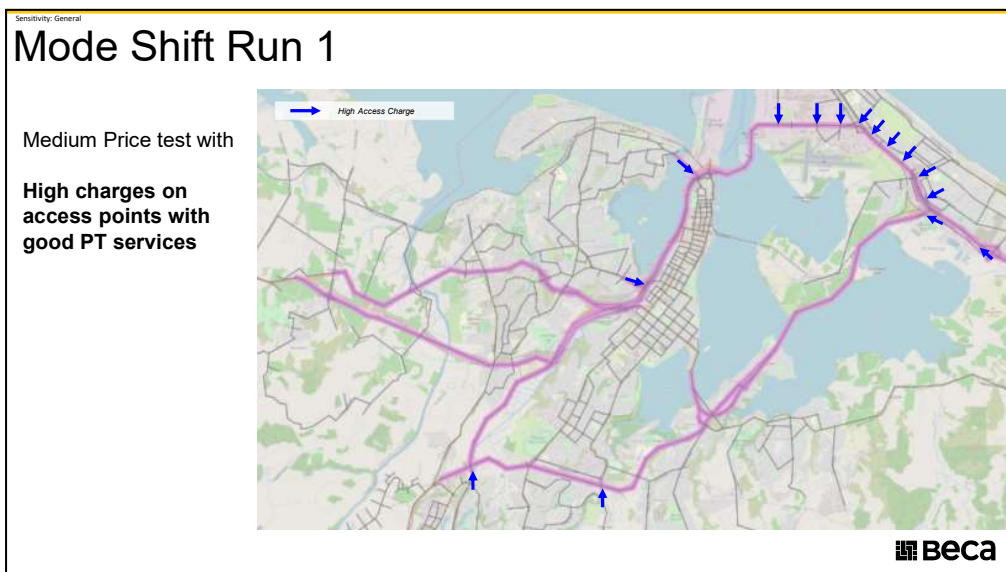 Sensitivity: General
Mode Shift Run 1
High Access Charge
Medium Price test with
High charges on
access points with
good PT services
Beca